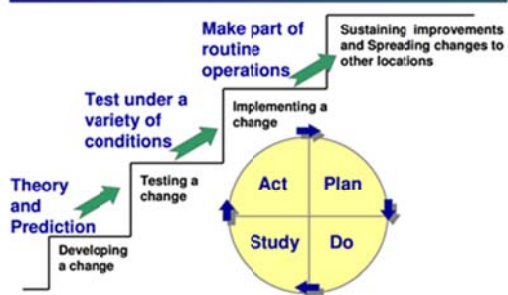 Make part of
routine
operations
Sustaining improvements
and Spreading changes to
other locations
Test under a
variety of
conditions
Implementing a
change
Theory
and
Prediction
Testing a
change
Developing
a change
Act
Plan
Study
Do